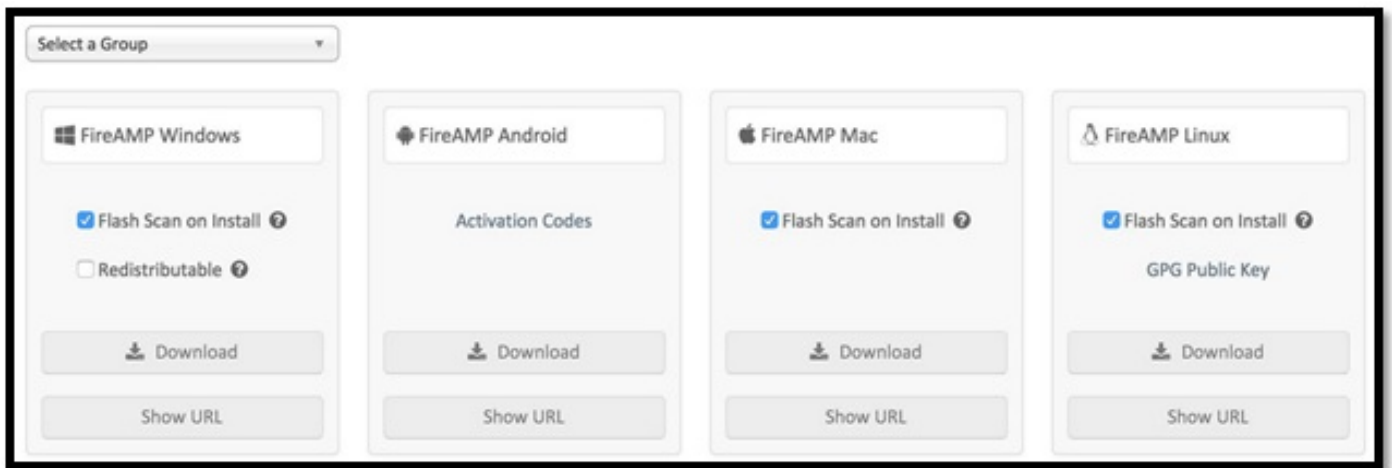 Select a Group
FireAMP Windows
Flash Scan on Install
Redistributable
Download
Show URL
FireAMP Android
Activation Codes
Download
Show URL
FireAMP Mac
Flash Scan on Install
Download
Show URL
FireAMP Linux
Flash Scan on Install
GPG Public Key
Download
Show URL